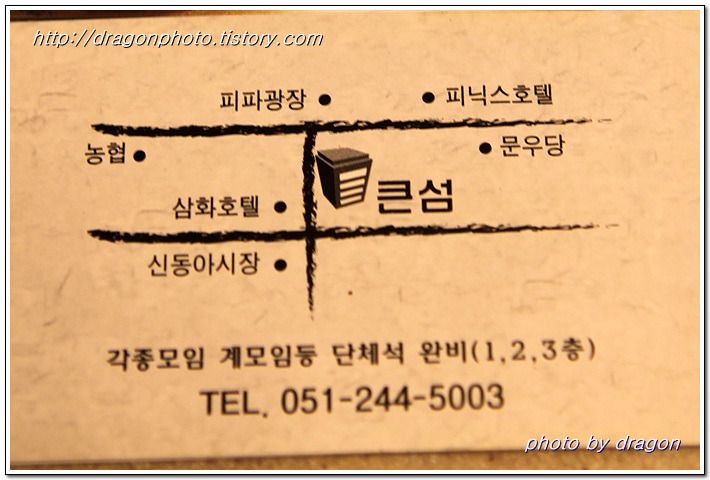 http://dragonphoto.tistory.com/
피파광장 피닉스호텔
농협 문우당
삼화호텔 큰섬
신동아시장
각종모임 계모임등 단체석 완비(1,2,3층)
TEL. 051-244-5003
photo by dragon